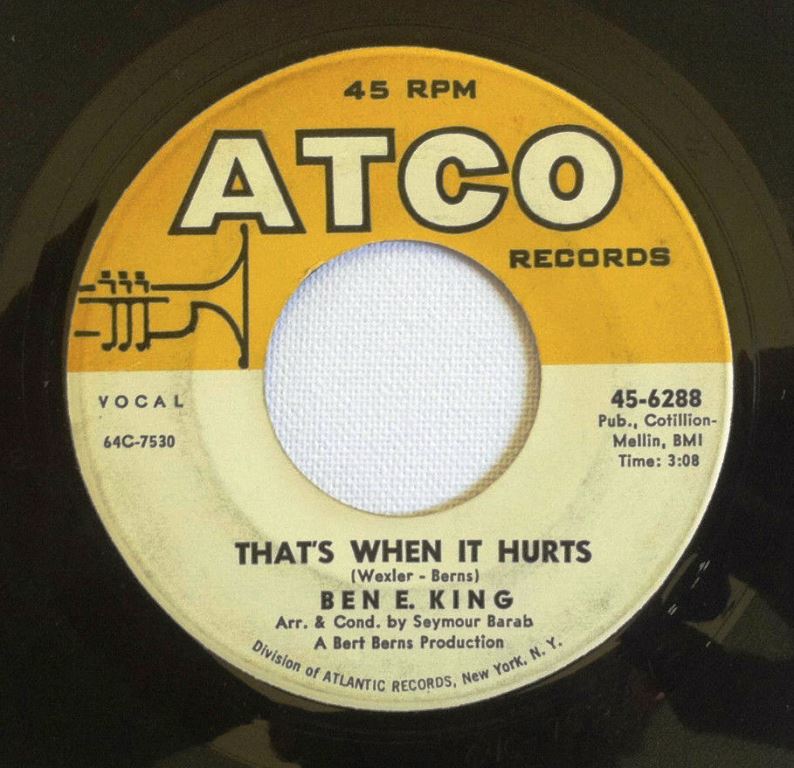 45 RPM
ATCO
RECORDS
VOCAL
64C-7530
45-6288
Pub., Cotillion-
Mellin, BMI
Time: 3:08
THAT'S WHEN IT HURTS
(Wexler - Berns)
BEN E. KING
Arr. & Cond. by Seymour Barab
A Bert Berns Production
Division of ATLANTIC RECORDS, New York, N. Y.